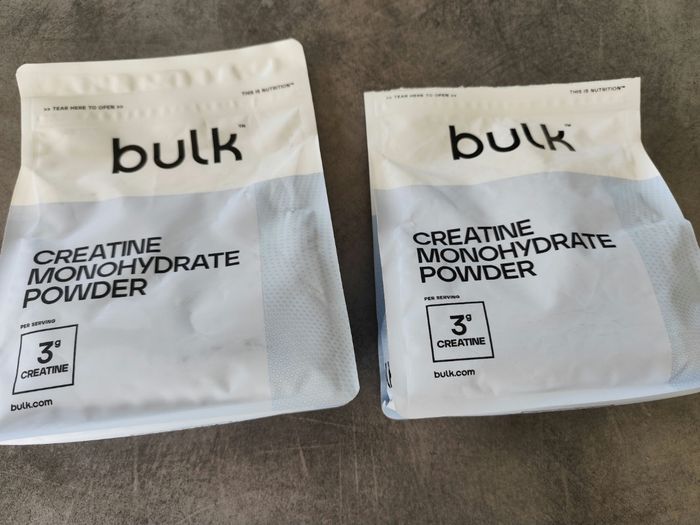 >> TEAR HERE TO OPEN >>
THIS IS NUTRITION™
bulk™
CREATINE
MONOHYDRATE
POWDER
PER SERVING
3g
CREATINE
bulk.com
>> TEAR HERE TO OPEN >>
THIS IS NUTRITION™
bulk™
CREATINE
MONOHYDRATE
POWDER
PER SERVING
3g
CREATINE
bulk.com